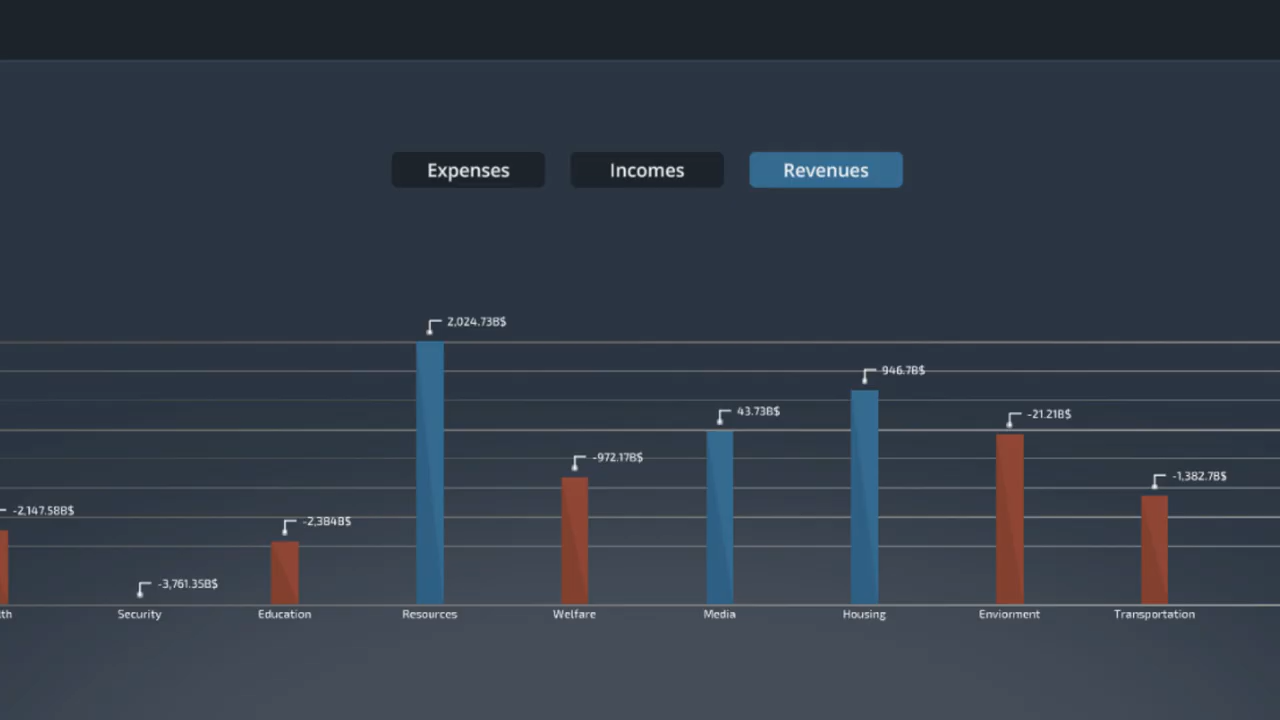 Expenses Incomes Revenues
2,024.73B$
946.7B$
43.73B$
-21.21B$
-972.17B$
-1,382.7B$
-2,147.58B$
-2,384B$
-3,761.35B$
lth Security Education Resources Welfare Media Housing Enviorment Transportation